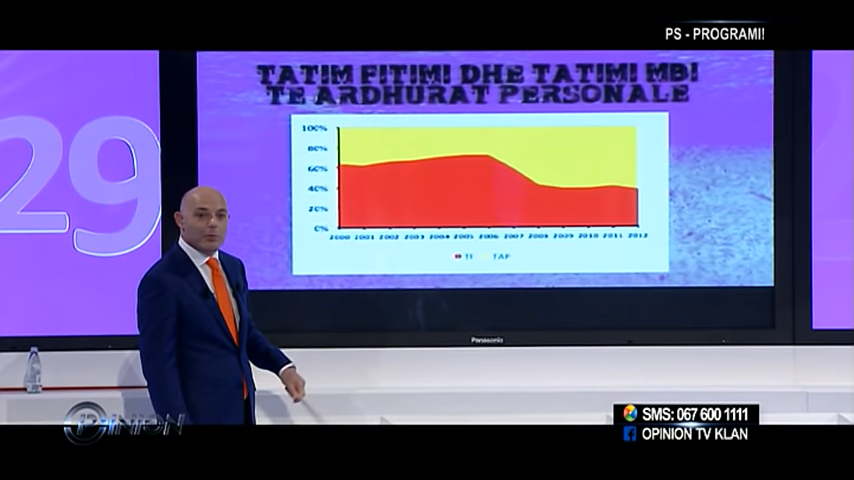 PS - PROGRAMI!
29
TATIM FITIMI DHE TATIMI MBI
TE ARDHURAT PERSONALE
100%
80%
60%
40%
20%
0%
2000 2001 2002 2003 2004 2005 2006 2007 2008 2009 2010 2011 2012
TF TAP
Panasonic
OPINION
SMS: 067 600 1111
OPINION TV KLAN